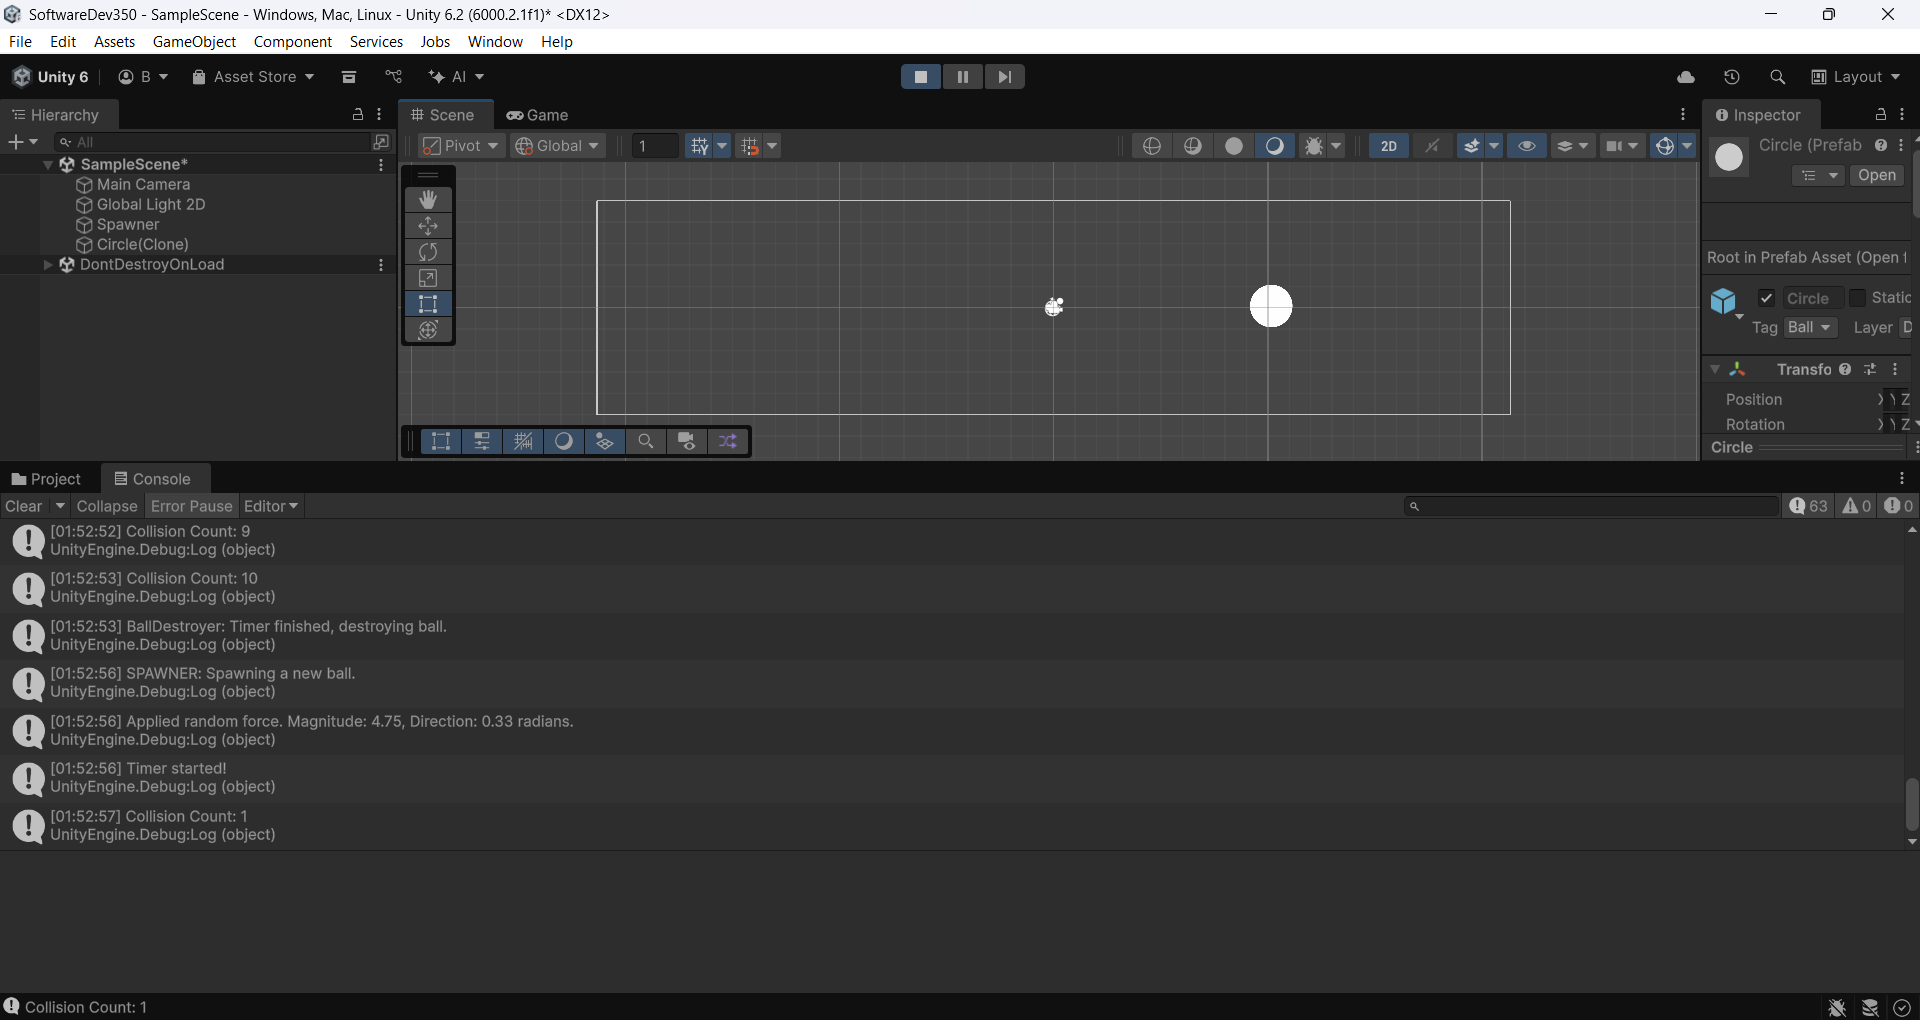 SoftwareDev350 - SampleScene - Windows, Mac, Linux - Unity 6.2 (6000.2.1f1)* <DX12>
File Edit Assets GameObject Component Services Jobs Window Help
Unity 6 B Asset Store AI Layout
Hierarchy Scene Game Inspector
All Pivot Global 1 2D Circle (Prefab
Open
SampleScene*
Main Camera
Global Light 2D
Spawner
Circle(Clone)
DontDestroyOnLoad
Root in Prefab Asset (Open
Circle Static
Tag Ball Layer D
Transfo
Position X Y Z
Rotation X Y Z
Circle
Project Console
Clear Collapse Error Pause Editor 63 0 0
[01:52:52] Collision Count: 9
UnityEngine.Debug:Log (object)
[01:52:53] Collision Count: 10
UnityEngine.Debug:Log (object)
[01:52:53] BallDestroyer: Timer finished, destroying ball.
UnityEngine.Debug:Log (object)
[01:52:56] SPAWNER: Spawning a new ball.
UnityEngine.Debug:Log (object)
[01:52:56] Applied random force. Magnitude: 4.75, Direction: 0.33 radians.
UnityEngine.Debug:Log (object)
[01:52:56] Timer started!
UnityEngine.Debug:Log (object)
[01:52:57] Collision Count: 1
UnityEngine.Debug:Log (object)
Collision Count: 1